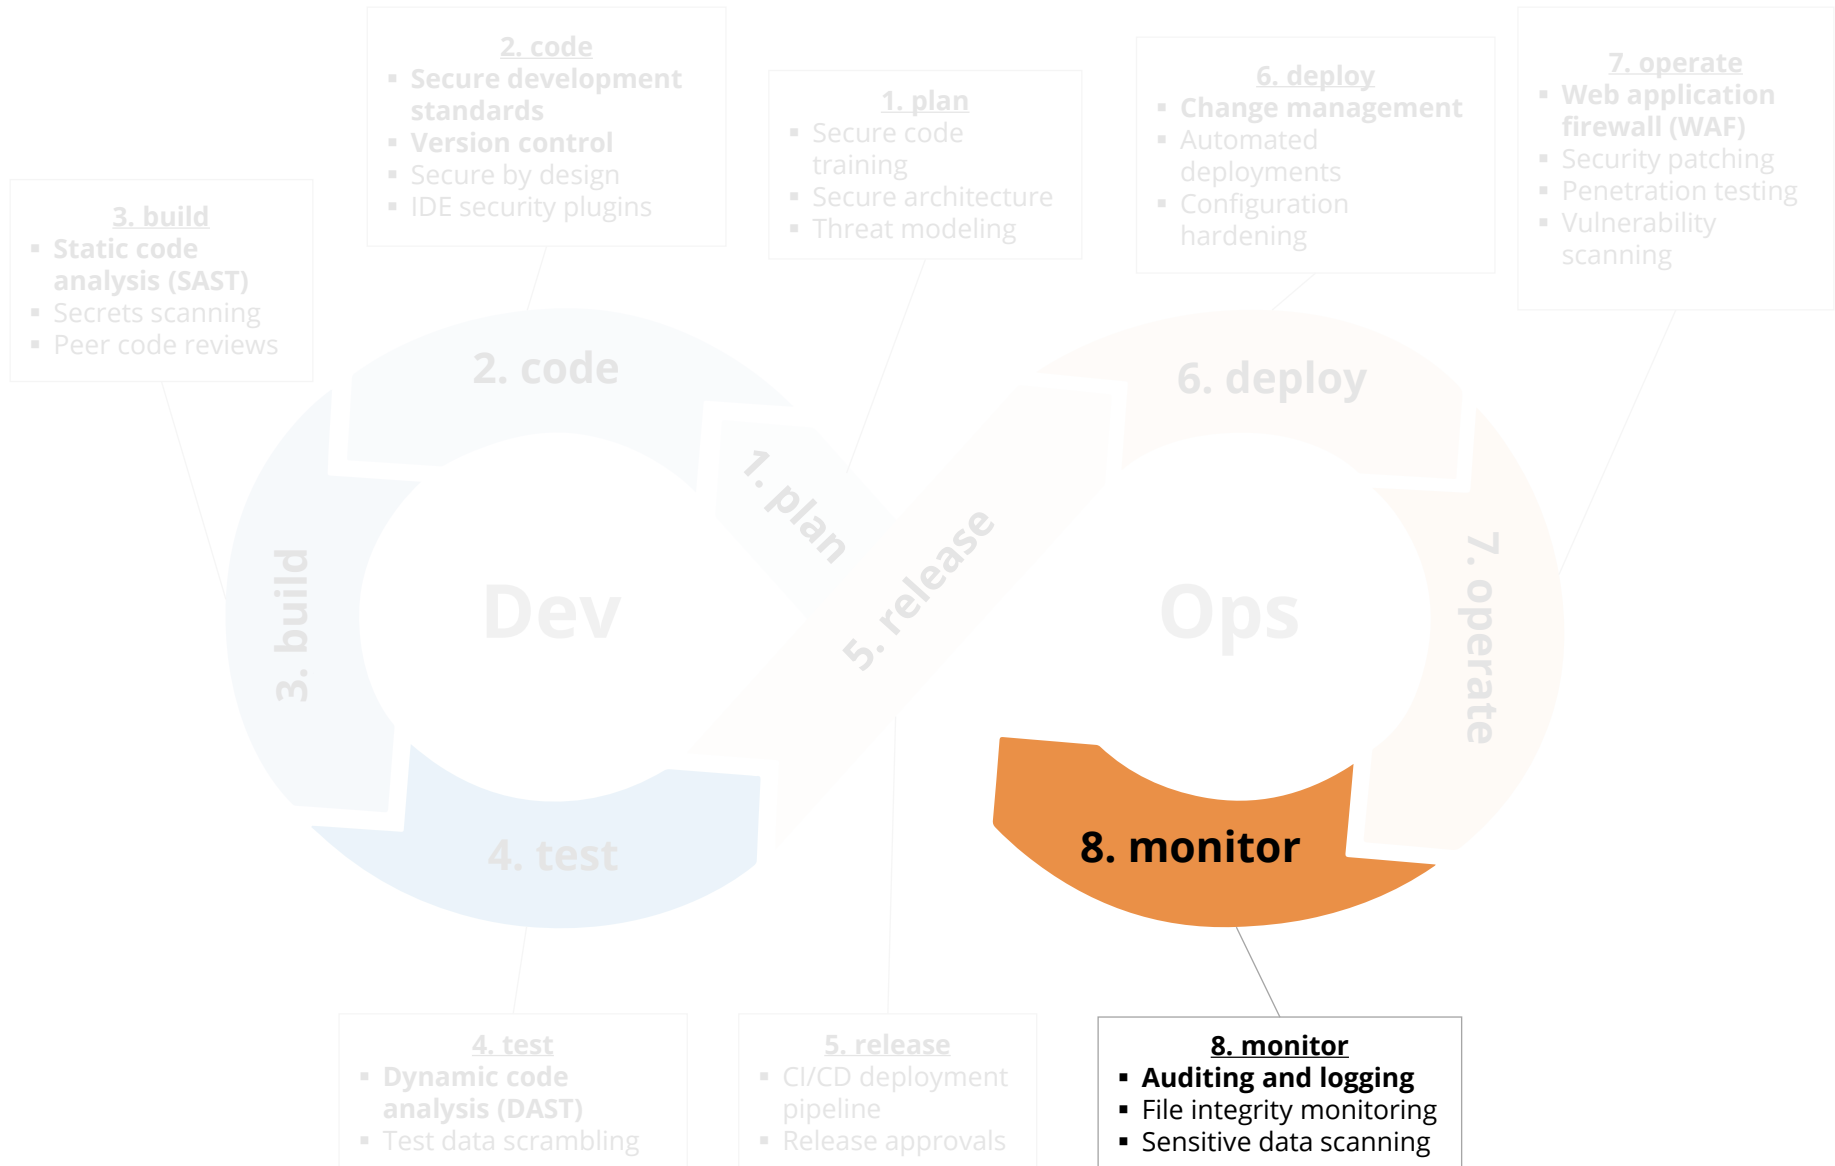 2. code
▪ Secure development
standards
▪ Version control
▪ Secure by design
▪ IDE security plugins
1. plan
▪ Secure code
training
▪ Secure architecture
▪ Threat modeling
6. deploy
▪ Change management
▪ Automated
deployments
▪ Configuration
hardening
7. operate
▪ Web application
firewall (WAF)
▪ Security patching
▪ Penetration testing
▪ Vulnerability
scanning
3. build
▪ Static code
analysis (SAST)
▪ Secrets scanning
▪ Peer code reviews
2. code
1. plan
3. build
Dev
4. test
5. release
6. deploy
Ops
7. operate
8. monitor
4. test
▪ Dynamic code
analysis (DAST)
▪ Test data scrambling
5. release
▪ CI/CD deployment
pipeline
▪ Release approvals
8. monitor
▪ Auditing and logging
▪ File integrity monitoring
▪ Sensitive data scanning